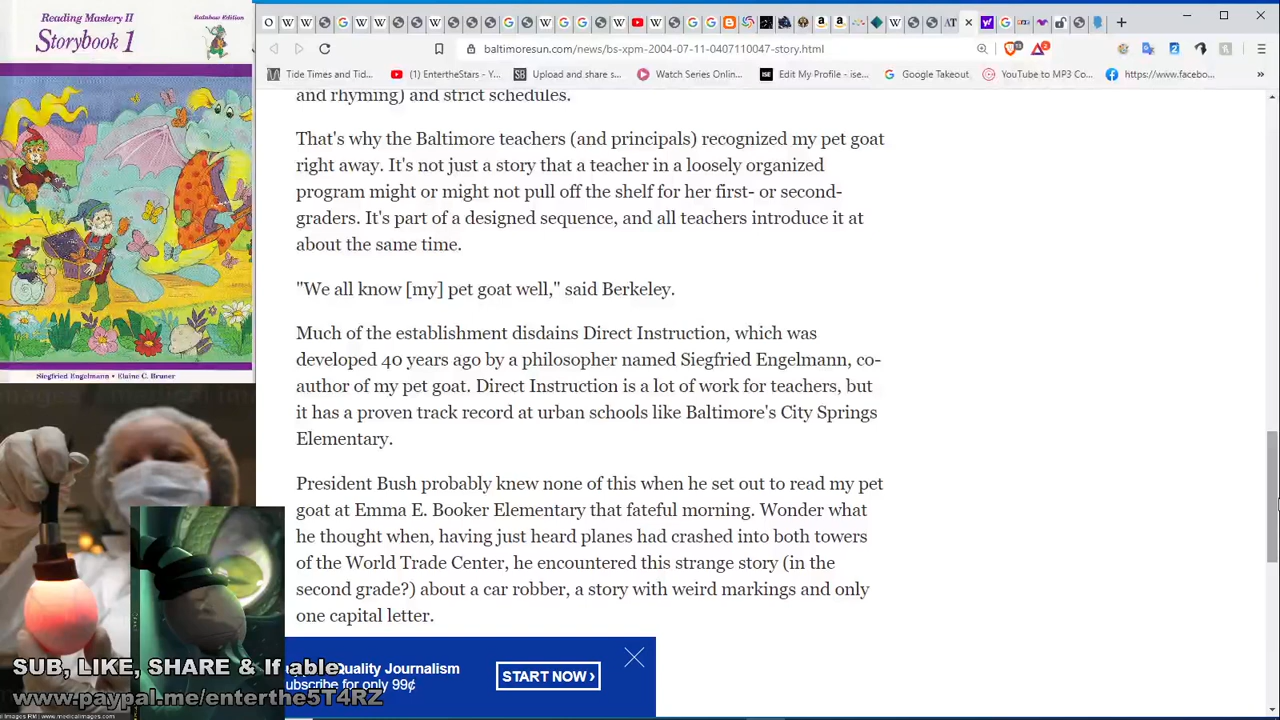 Reading Mastery II
Rainbow Edition
Storybook 1
Siegfried Engelmann • Elaine C. Bruner
baltimoresun.com/news/bs-xpm-2004-07-11-0407110047-story.html
Tide Times and Tid...
(1) EntertheStars - Y...
Upload and share s...
Watch Series Onlin...
Edit My Profile - ise...
Google Takeout
YouTube to MP3 Co...
https://www.facebo...
and rhyming) and strict schedules.
That's why the Baltimore teachers (and principals) recognized my pet goat
right away. It's not just a story that a teacher in a loosely organized
program might or might not pull off the shelf for her first- or second-
graders. It's part of a designed sequence, and all teachers introduce it at
about the same time.
"We all know [my] pet goat well," said Berkeley.
Much of the establishment disdains Direct Instruction, which was
developed 40 years ago by a philosopher named Siegfried Engelmann, co-
author of my pet goat. Direct Instruction is a lot of work for teachers, but
it has a proven track record at urban schools like Baltimore's City Springs
Elementary.
President Bush probably knew none of this when he set out to read my pet
goat at Emma E. Booker Elementary that fateful morning. Wonder what
he thought when, having just heard planes had crashed into both towers
of the World Trade Center, he encountered this strange story (in the
second grade?) about a car robber, a story with weird markings and only
one capital letter.
Quality Journalism
ubscribe for only 99¢
START NOW ›
SUB, LIKE, SHARE & If able:
www.paypal.me/enterthe5T4RZ
Images RM | www.medicalimages.com